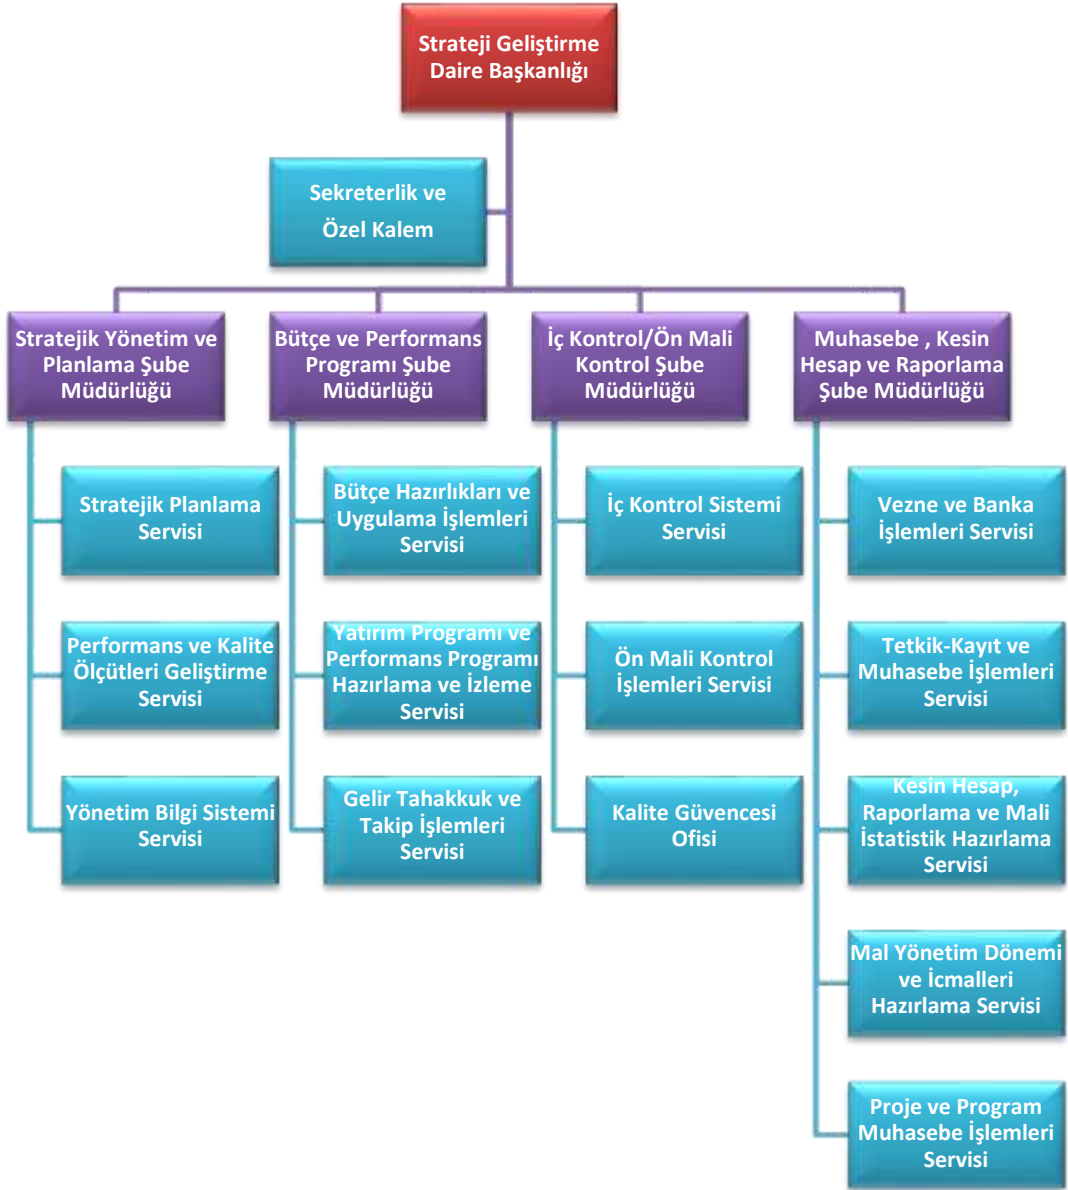 Strateji Geliştirme
Daire Başkanlığı
Sekreterlik ve
Özel Kalem
Stratejik Yönetim ve
Planlama Şube
Müdürlüğü
Bütçe ve Performans
Programı Şube
Müdürlüğü
İç Kontrol/Ön Mali
Kontrol Şube
Müdürlüğü
Muhasebe , Kesin
Hesap ve Raporlama
Şube Müdürlüğü
Stratejik Planlama
Servisi
Performans ve Kalite
Ölçütleri Geliştirme
Servisi
Yönetim Bilgi Sistemi
Servisi
Bütçe Hazırlıkları ve
Uygulama İşlemleri
Servisi
Yatırım Programı ve
Performans Programı
Hazırlama ve İzleme
Servisi
Gelir Tahakkuk ve
Takip İşlemleri
Servisi
İç Kontrol Sistemi
Servisi
Ön Mali Kontrol
İşlemleri Servisi
Kalite Güvencesi
Ofisi
Vezne ve Banka
İşlemleri Servisi
Tetkik-Kayıt ve
Muhasebe İşlemleri
Servisi
Kesin Hesap,
Raporlama ve Mali
İstatistik Hazırlama
Servisi
Mal Yönetim Dönemi
ve İcmalleri
Hazırlama Servisi
Proje ve Program
Muhasebe İşlemleri
Servisi